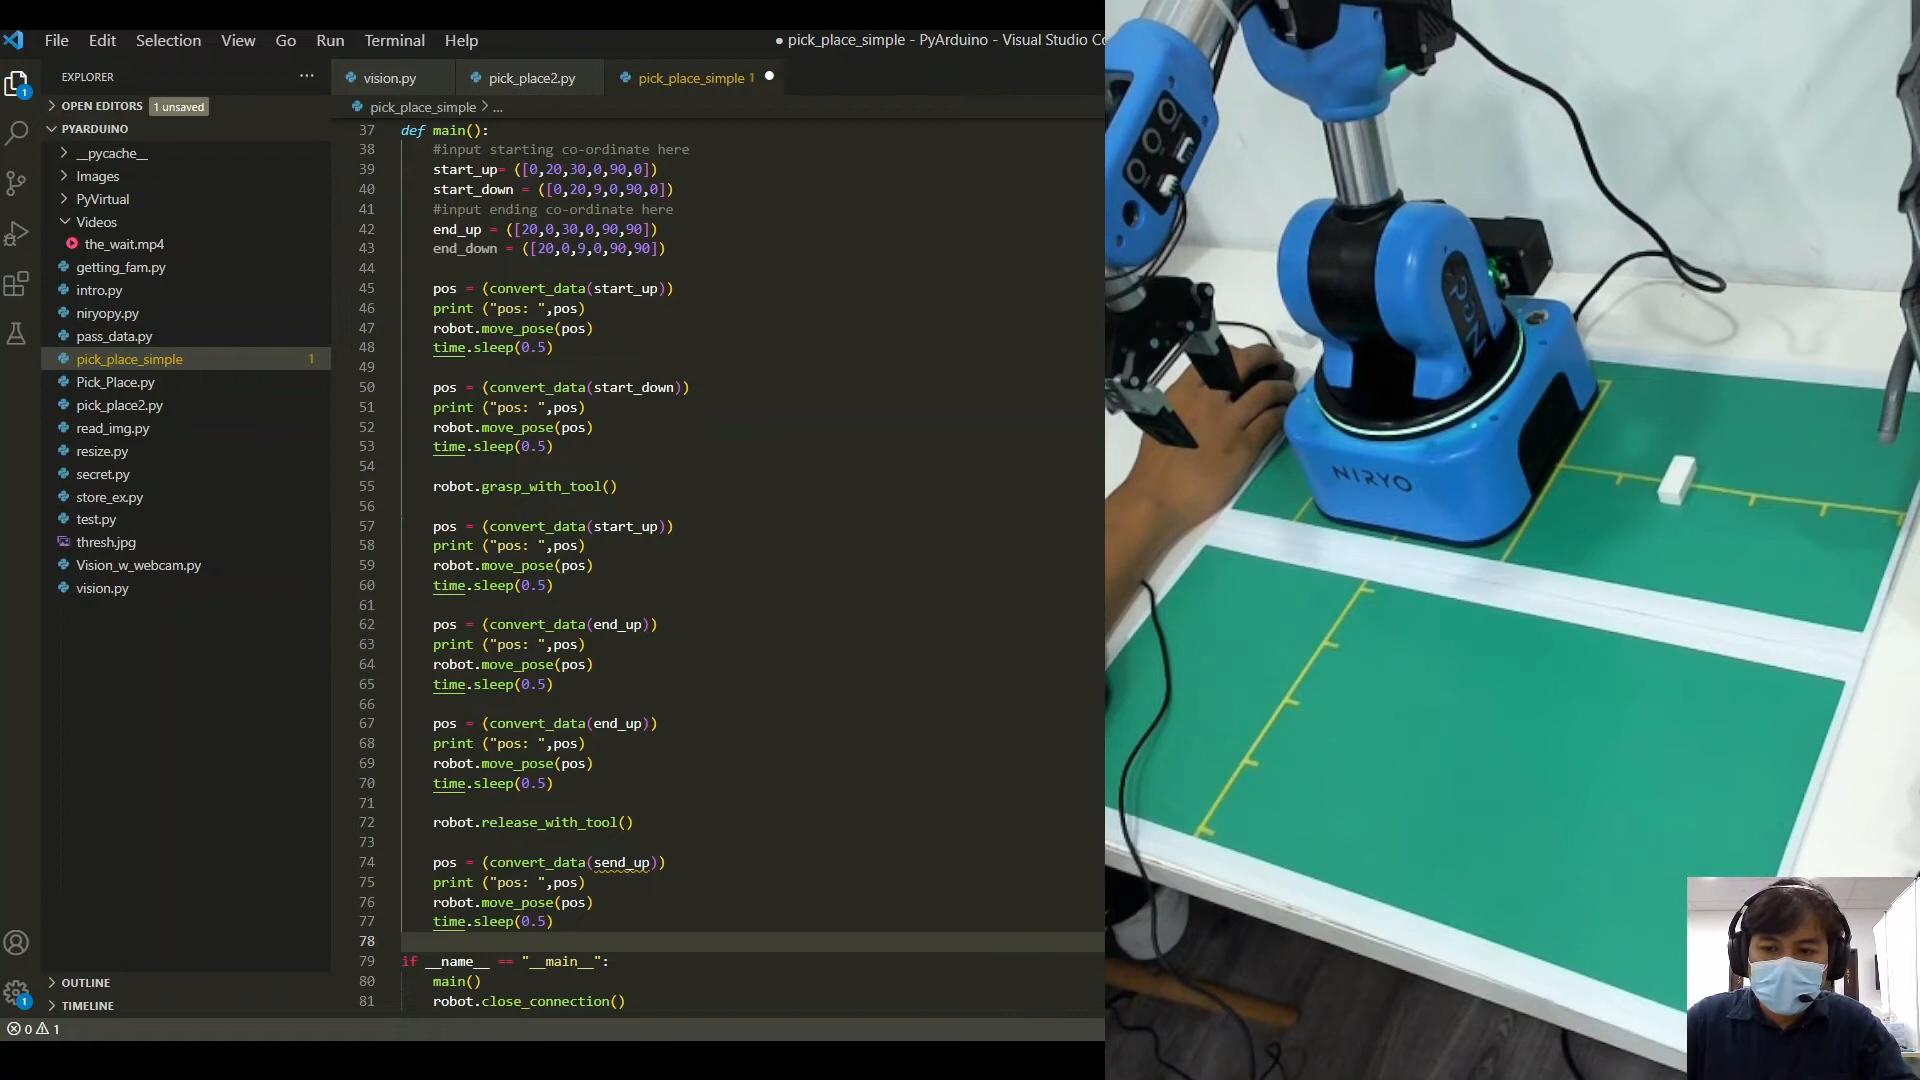 File Edit Selection View Go Run Terminal Help
● pick_place_simple - PyArduino - Visual Studio Co
EXPLORER
OPEN EDITORS 1 unsaved
PYARDUINO
__pycache__
Images
PyVirtual
Videos
the_wait.mp4
getting_fam.py
intro.py
niryopy.py
pass_data.py
pick_place_simple 1
Pick_Place.py
pick_place2.py
read_img.py
resize.py
secret.py
store_ex.py
test.py
thresh.jpg
Vision_w_webcam.py
vision.py
OUTLINE
TIMELINE
0 1
vision.py pick_place2.py pick_place_simple 1 ●
pick_place_simple > ...
37 def main():
38 #input starting co-ordinate here
39 start_up= ([0,20,30,0,90,0])
40 start_down = ([0,20,9,0,90,0])
41 #input ending co-ordinate here
42 end_up = ([20,0,30,0,90,90])
43 end_down = ([20,0,9,0,90,90])
44
45 pos = (convert_data(start_up))
46 print ("pos: ",pos)
47 robot.move_pose(pos)
48 time.sleep(0.5)
49
50 pos = (convert_data(start_down))
51 print ("pos: ",pos)
52 robot.move_pose(pos)
53 time.sleep(0.5)
54
55 robot.grasp_with_tool()
56
57 pos = (convert_data(start_up))
58 print ("pos: ",pos)
59 robot.move_pose(pos)
60 time.sleep(0.5)
61
62 pos = (convert_data(end_up))
63 print ("pos: ",pos)
64 robot.move_pose(pos)
65 time.sleep(0.5)
66
67 pos = (convert_data(end_up))
68 print ("pos: ",pos)
69 robot.move_pose(pos)
70 time.sleep(0.5)
71
72 robot.release_with_tool()
73
74 pos = (convert_data(send_up))
75 print ("pos: ",pos)
76 robot.move_pose(pos)
77 time.sleep(0.5)
78
79 if __name__ == "__main__":
80 main()
81 robot.close_connection()
1
1
NIRYO